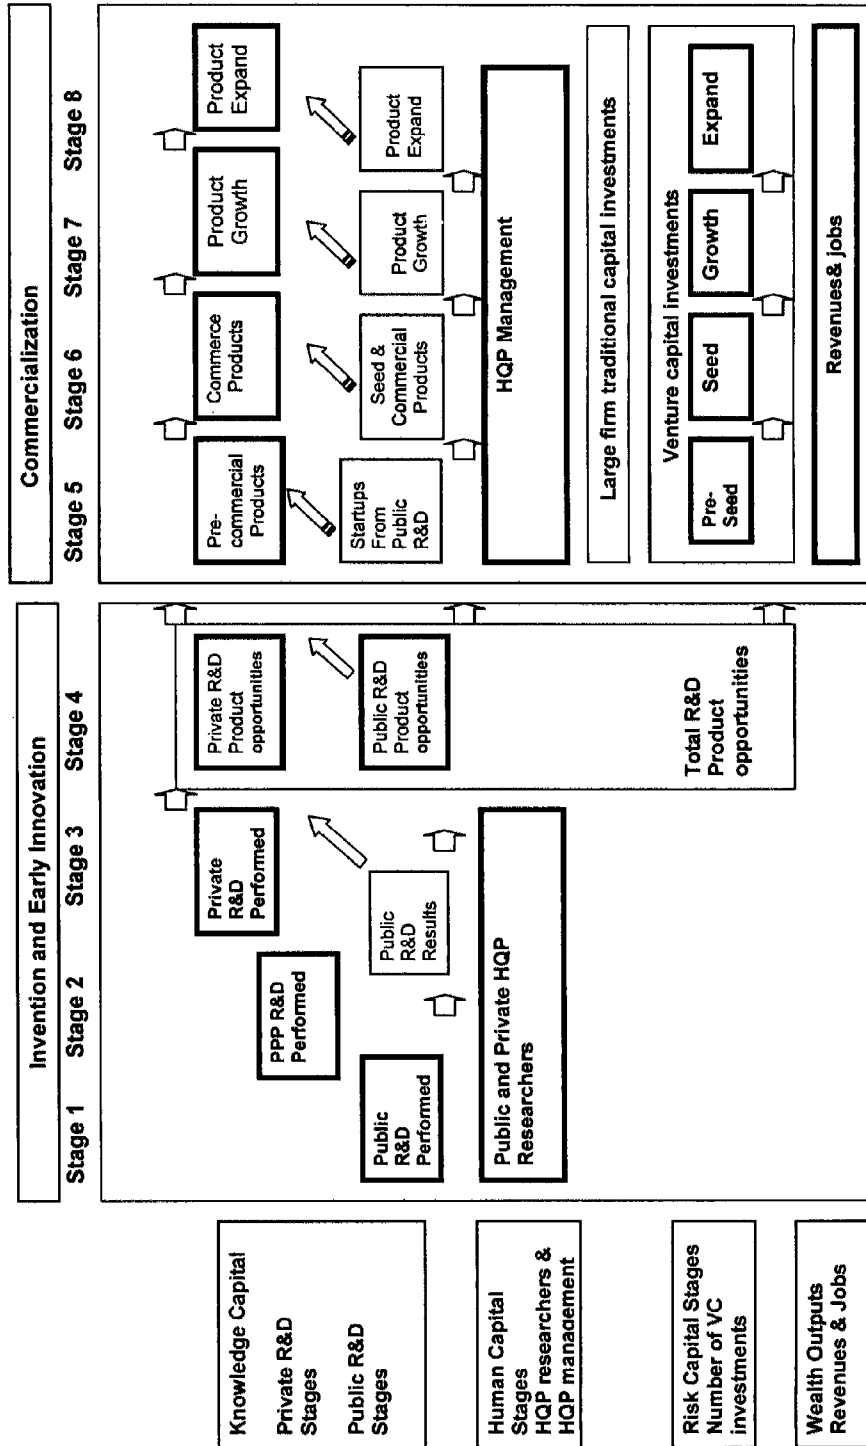 Invention and Early Innovation
Commercialization
Stage 1
Stage 2
Stage 3
Stage 4
Stage 5
Stage 6
Stage 7
Stage 8
Knowledge Capital
Private R&D
Stages
Public R&D
Stages
Private
R&D
Performed
Private R&D
Product
opportunities
Pre-
commercial
Products
Commerce
Products
Product
Growth
Product
Expand
PPP R&D
Performed
Public
R&D
Performed
Public
R&D
Results
Public R&D
Product
opportunities
Startups
From
Public
R&D
Seed &
Commercial
Products
Product
Growth
Product
Expand
Human Capital
Stages
HQP researchers &
HQP management
Public and Private HQP
Researchers
HQP Management
Large firm traditional capital investments
Risk Capital Stages
Number of VC
investments
Total R&D
Product
opportunities
Venture capital investments
Pre-
Seed
Seed
Growth
Expand
Wealth Outputs
Revenues & Jobs
Revenues& jobs